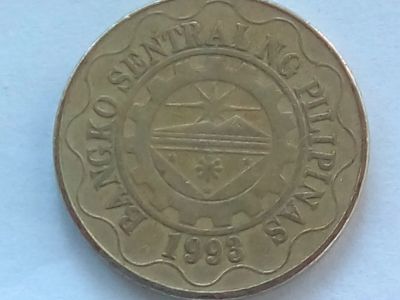 BANGKO SENTRAL NG PILIPINAS
1993